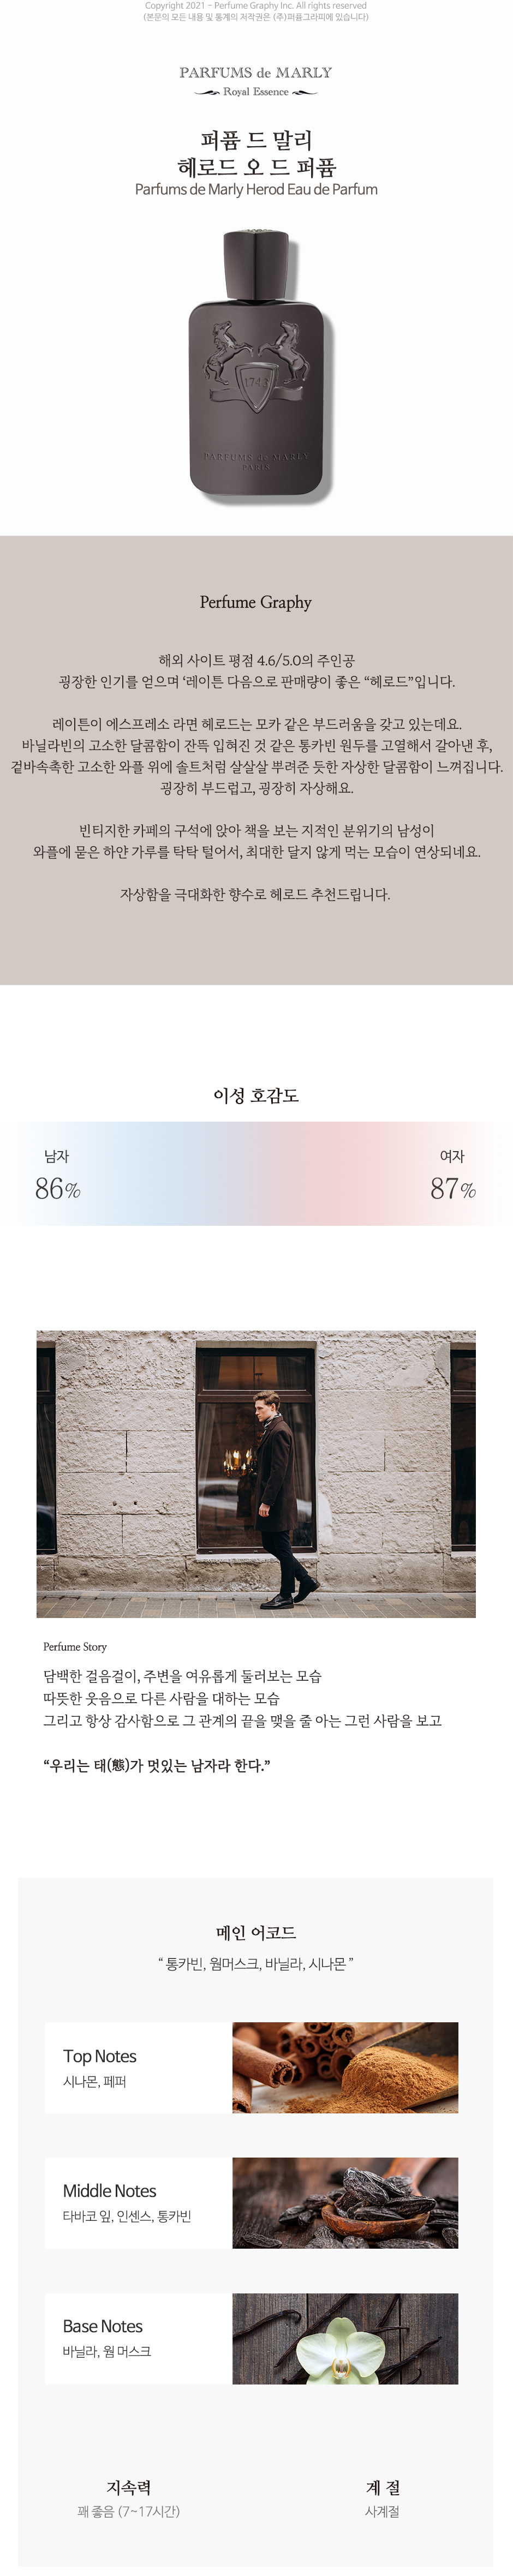 Copyright 2021 - Perfume Graphy Inc. All rights reserved
(본문의 모든 내용 및 통계의 저작권은 (주)퍼퓸그라피에 있습니다)
PARFUMS de MARLY
Royal Essence
퍼퓸 드 말리
헤로드 오 드 퍼퓸
Parfums de Marly Herod Eau de Parfum
1743
PARFUMS de MARLY
PARIS
Perfume Graphy
해외 사이트 평점 4.6/5.0의 주인공
굉장한 인기를 얻으며 ‘레이튼 다음으로 판매량이 좋은 “헤로드”입니다.
레이튼이 에스프레소 라면 헤로드는 모카 같은 부드러움을 갖고 있는데요.
바닐라빈의 고소한 달콤함이 잔뜩 입혀진 것 같은 통카빈 원두를 고열해서 갈아낸 후,
겉바속촉한 고소한 와플 위에 솔트처럼 살살살 뿌려준 듯한 자상한 달콤함이 느껴집니다.
굉장히 부드럽고, 굉장히 자상해요.
빈티지한 카페의 구석에 앉아 책을 보는 지적인 분위기의 남성이
와플에 묻은 하얀 가루를 탁탁 털어서, 최대한 달지 않게 먹는 모습이 연상되네요.
자상함을 극대화한 향수로 헤로드 추천드립니다.
이성 호감도
남자 여자
86% 87%
Perfume Story
담백한 걸음걸이, 주변을 여유롭게 둘러보는 모습
따뜻한 웃음으로 다른 사람을 대하는 모습
그리고 항상 감사함으로 그 관계의 끝을 맺을 줄 아는 그런 사람을 보고
“우리는 태(態)가 멋있는 남자라 한다.”
메인 어코드
“ 통카빈, 웜머스크, 바닐라, 시나몬 ”
Top Notes
시나몬, 페퍼
Middle Notes
타바코 잎, 인센스, 통카빈
Base Notes
바닐라, 웜 머스크
지속력 계 절
꽤 좋음 (7~17시간) 사계절